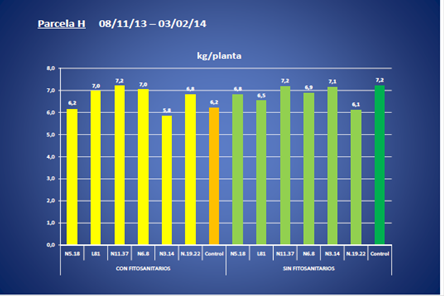 Parcela H 08/11/13 – 03/02/14
kg/planta
8,0
7,0
6,0
5,0
4,0
3,0
2,0
1,0
0,0
6,2 7,0 7,2 7,0 5,8 6,8 6,2 6,8 6,5 7,2 6,9 7,1 6,1 7,2
N5.18 L81 N11.37 N6.8 N3.14 N.19.22 Control N5.18 L81 N11.37 N6.8 N3.14 N.19.22 Control
CON FITOSANITARIOS SIN FITOSANITARIOS